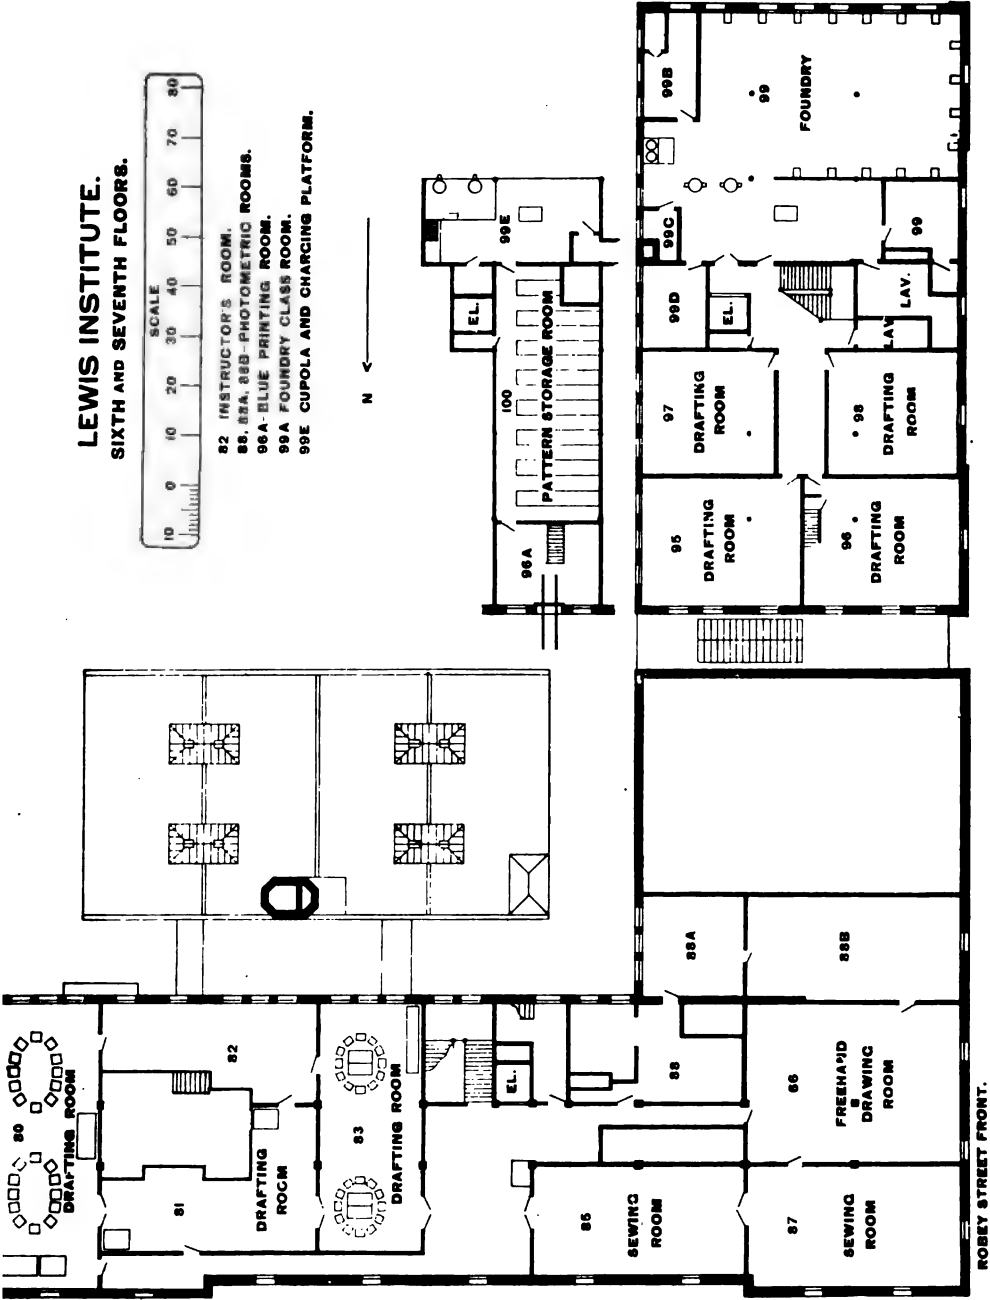 LEWIS INSTITUTE.
SIXTH AND SEVENTH FLOORS.
SCALE
10 0 10 20 30 40 50 60 70 80
82 INSTRUCTOR'S ROOM.
88, 88A, 88B-PHOTOMETRIC ROOMS.
96A-BLUE PRINTING ROOM.
99A FOUNDRY CLASS ROOM.
99E CUPOLA AND CHARGING PLATFORM.
N
99E
EL.
100
PATTERN STORAGE ROOM
96A
99B
99
FOUNDRY
99C
99
99D
EL.
LAV.
LAV
97
DRAFTING
ROOM
98
DRAFTING
ROOM
95
DRAFTING
ROOM
96
DRAFTING
ROOM
80
DRAFTING ROOM
82
81
DRAFTING
ROOM
83
DRAFTING ROOM
EL.
88
88A
88B
85
SEWING
ROOM
86
FREEHAND
DRAWING
ROOM
87
SEWING
ROOM
ROBEY STREET FRONT.